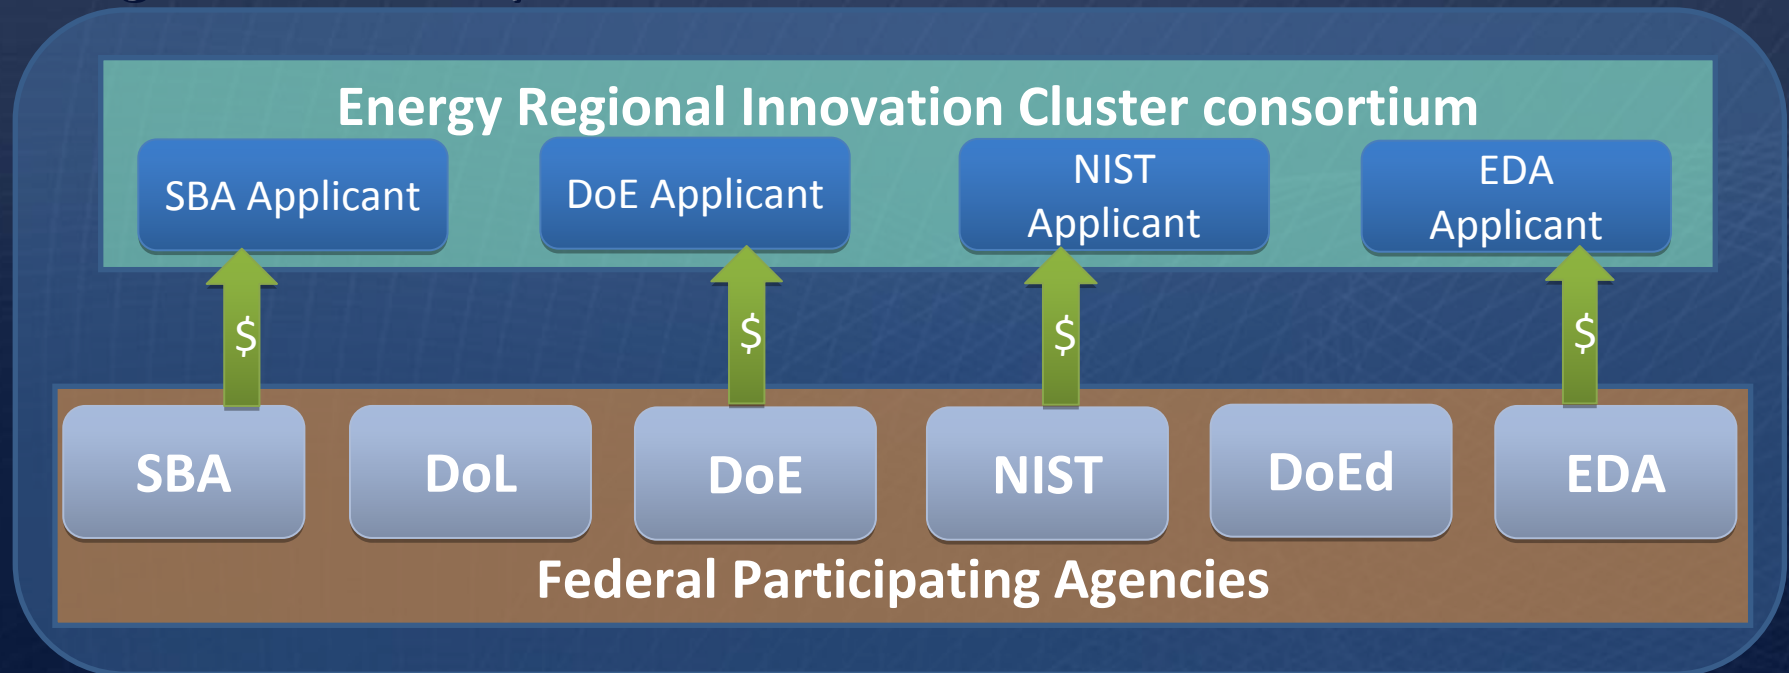 Energy Regional Innovation Cluster consortium
SBA Applicant
DoE Applicant
NIST
Applicant
EDA
Applicant
$
$
$
$
SBA
DoL
DoE
NIST
DoEd
EDA
Federal Participating Agencies